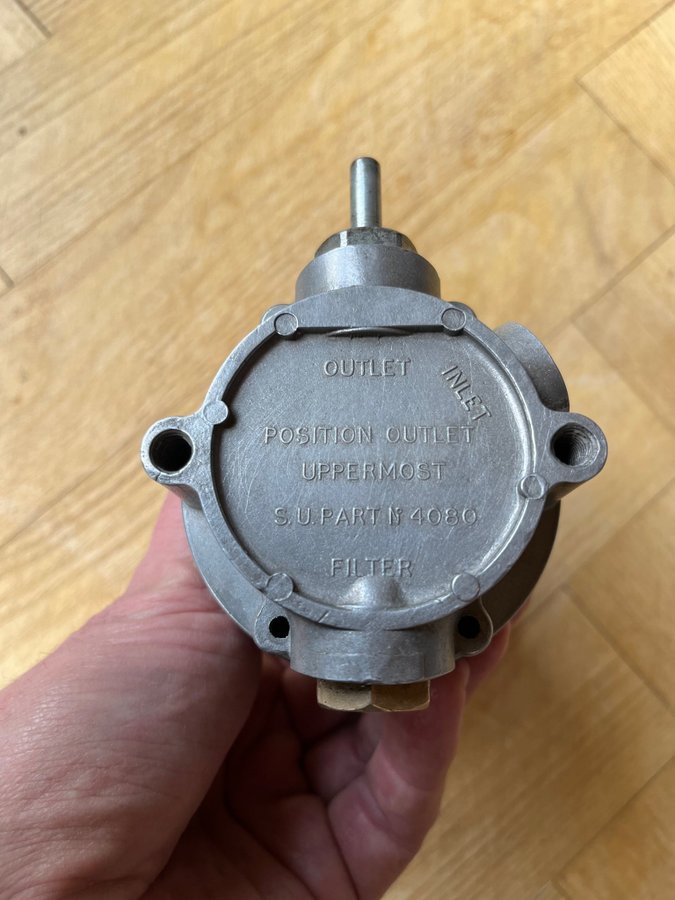 OUTLET
INLET
POSITION OUTLET
UPPERMOST
S.U. PART Nº 4080
FILTER